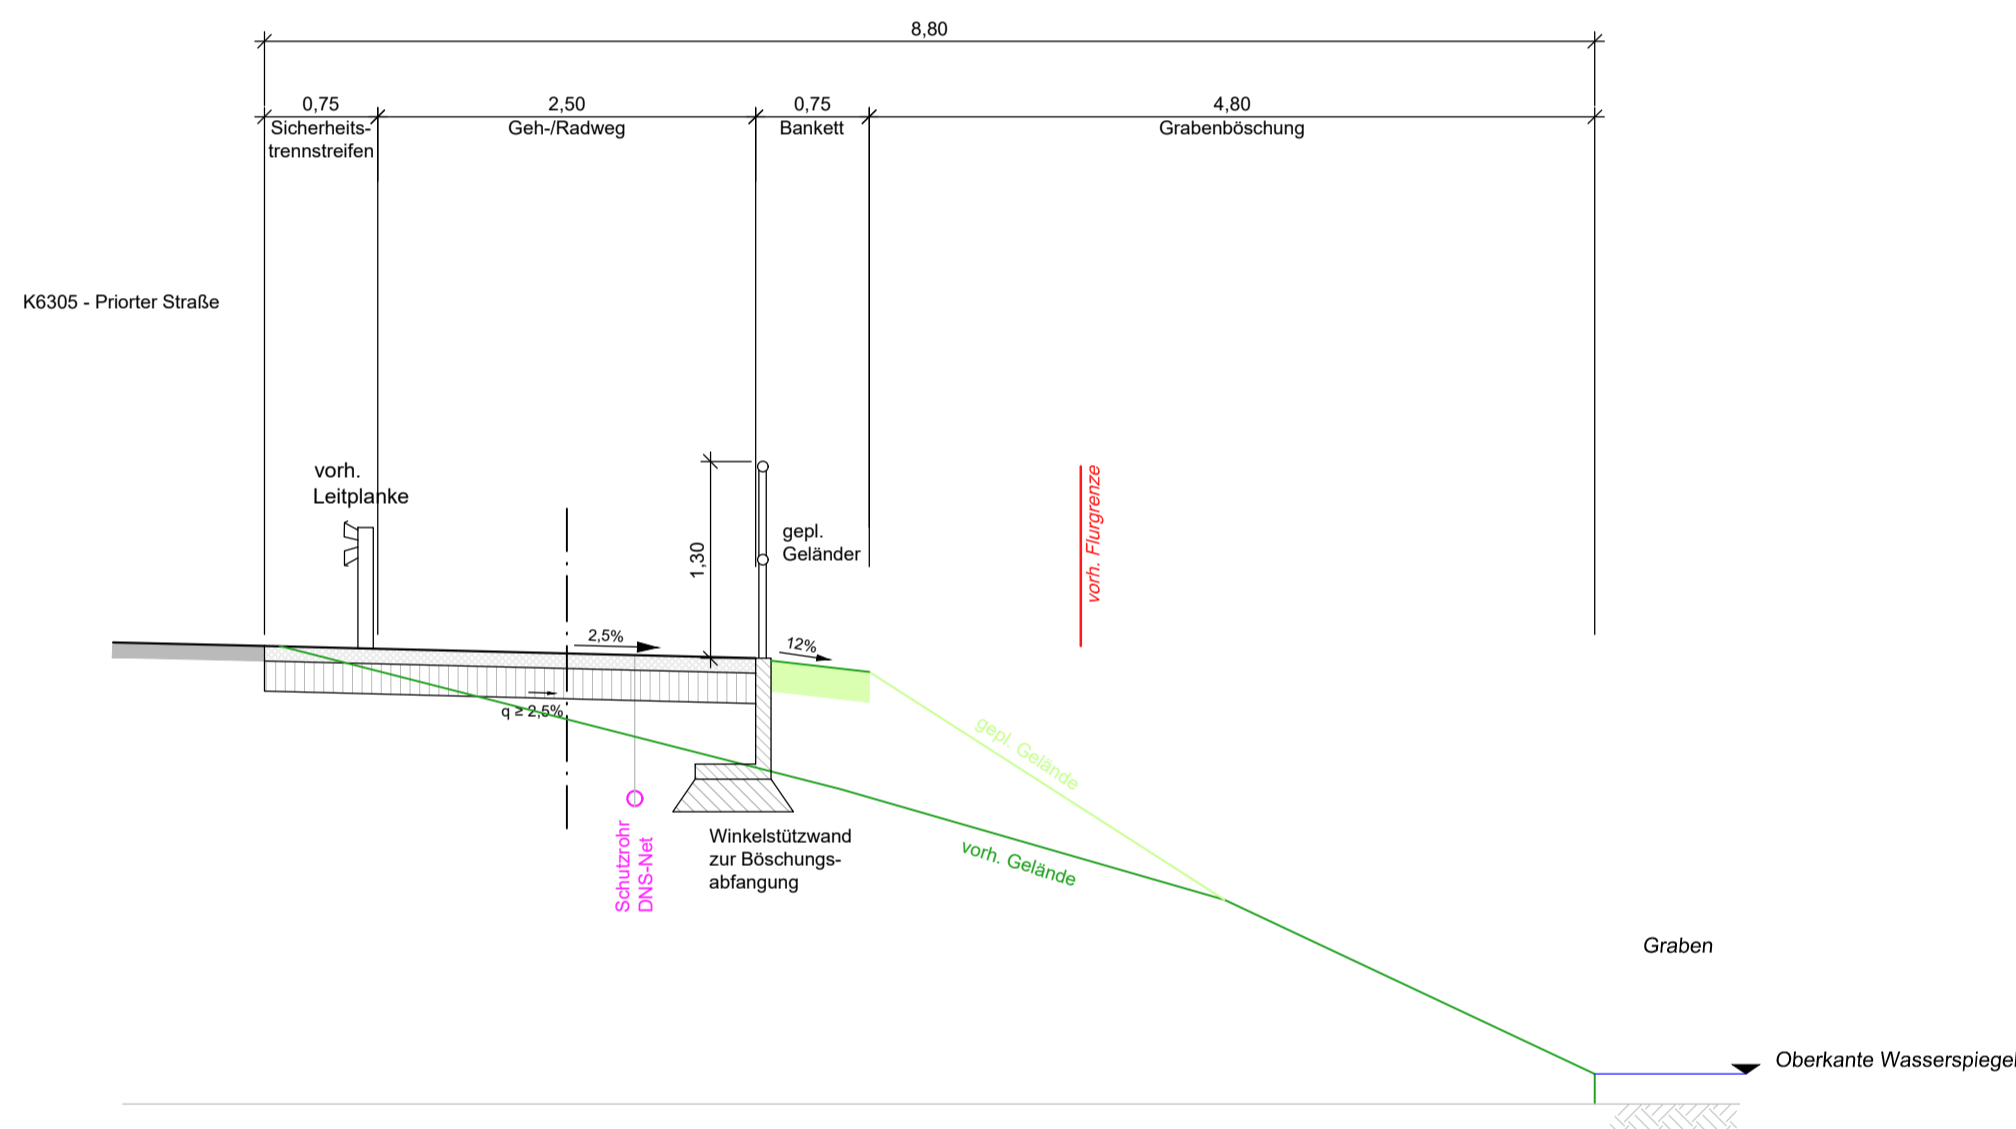 8,80
0,75
2,50
0,75
4,80
Sicherheits-
trennstreifen
Geh-/Radweg
Bankett
Grabenböschung
K6305 - Priorter Straße
vorh.
Leitplanke
1,30
gepl.
Geländer
vorh. Flurgrenze
2,5%
12%
q ≥ 2,5%
gepl. Gelände
vorh. Gelände
Schutzrohr
DNS-Net
Winkelstützwand
zur Böschungs-
abfangung
Graben
Oberkante Wasserspiegel